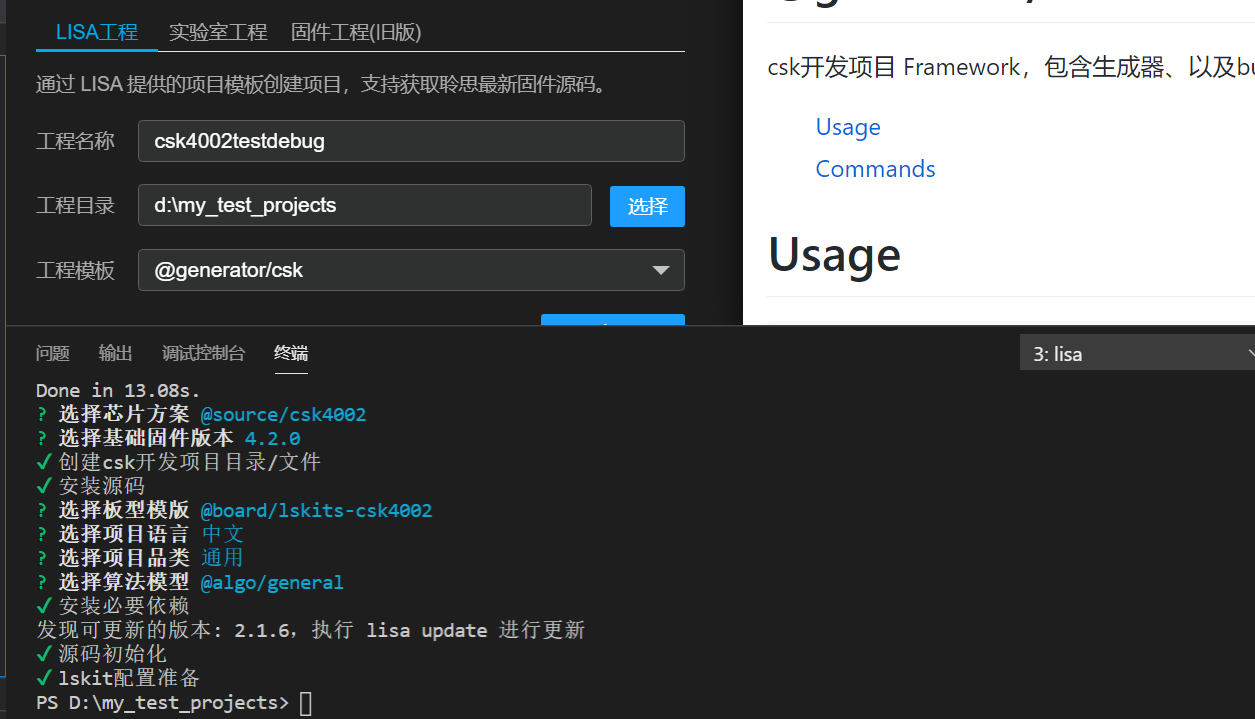 LISA工程 实验室工程 固件工程(旧版)
通过 LISA 提供的项目模板创建项目，支持获取聆思最新固件源码。
工程名称 csk4002testdebug
工程目录 d:\my_test_projects 选择
工程模板 @generator/csk
csk开发项目 Framework，包含生成器、以及bu
Usage
Commands
Usage
问题 输出 调试控制台 终端 3: lisa
Done in 13.08s.
? 选择芯片方案 @source/csk4002
? 选择基础固件版本 4.2.0
✓ 创建csk开发项目目录/文件
✓ 安装源码
? 选择板型模版 @board/lskits-csk4002
? 选择项目语言 中文
? 选择项目品类 通用
? 选择算法模型 @algo/general
✓ 安装必要依赖
发现可更新的版本: 2.1.6，执行 lisa update 进行更新
✓ 源码初始化
✓ lskit配置准备
PS D:\my_test_projects>